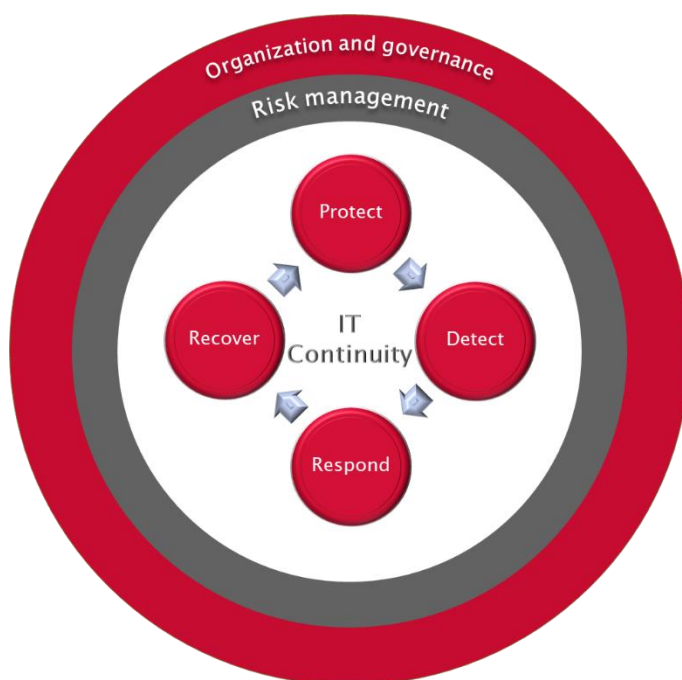 Organization and governance
Risk management
Protect
Recover
IT
Continuity
Detect
Respond